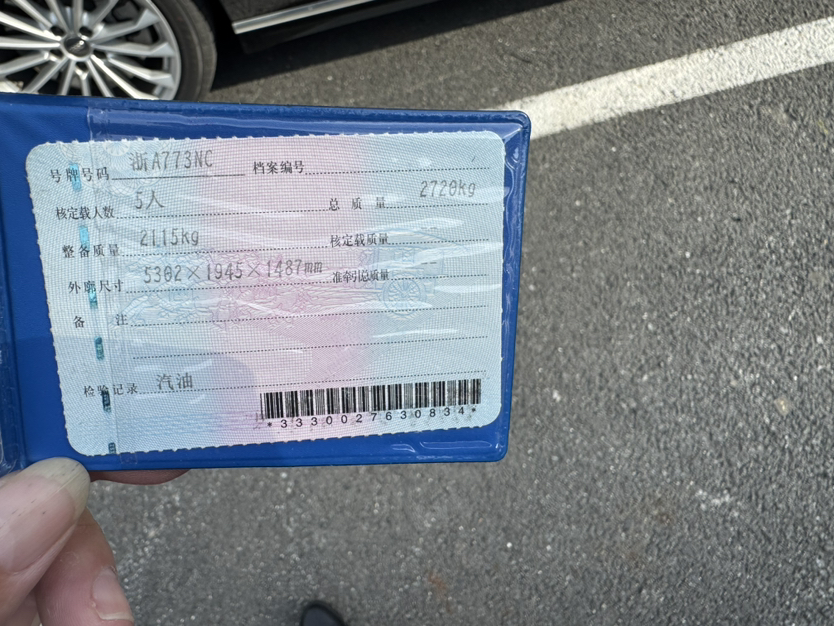 号牌号码 浙A773NC 档案编号
核定载人数 5人 总质量 2720kg
整备质量 2115kg 核定载质量
外廓尺寸 5302×1945×1487mm 准牵引总质量
备注
检验记录 汽油
*3330027630834*